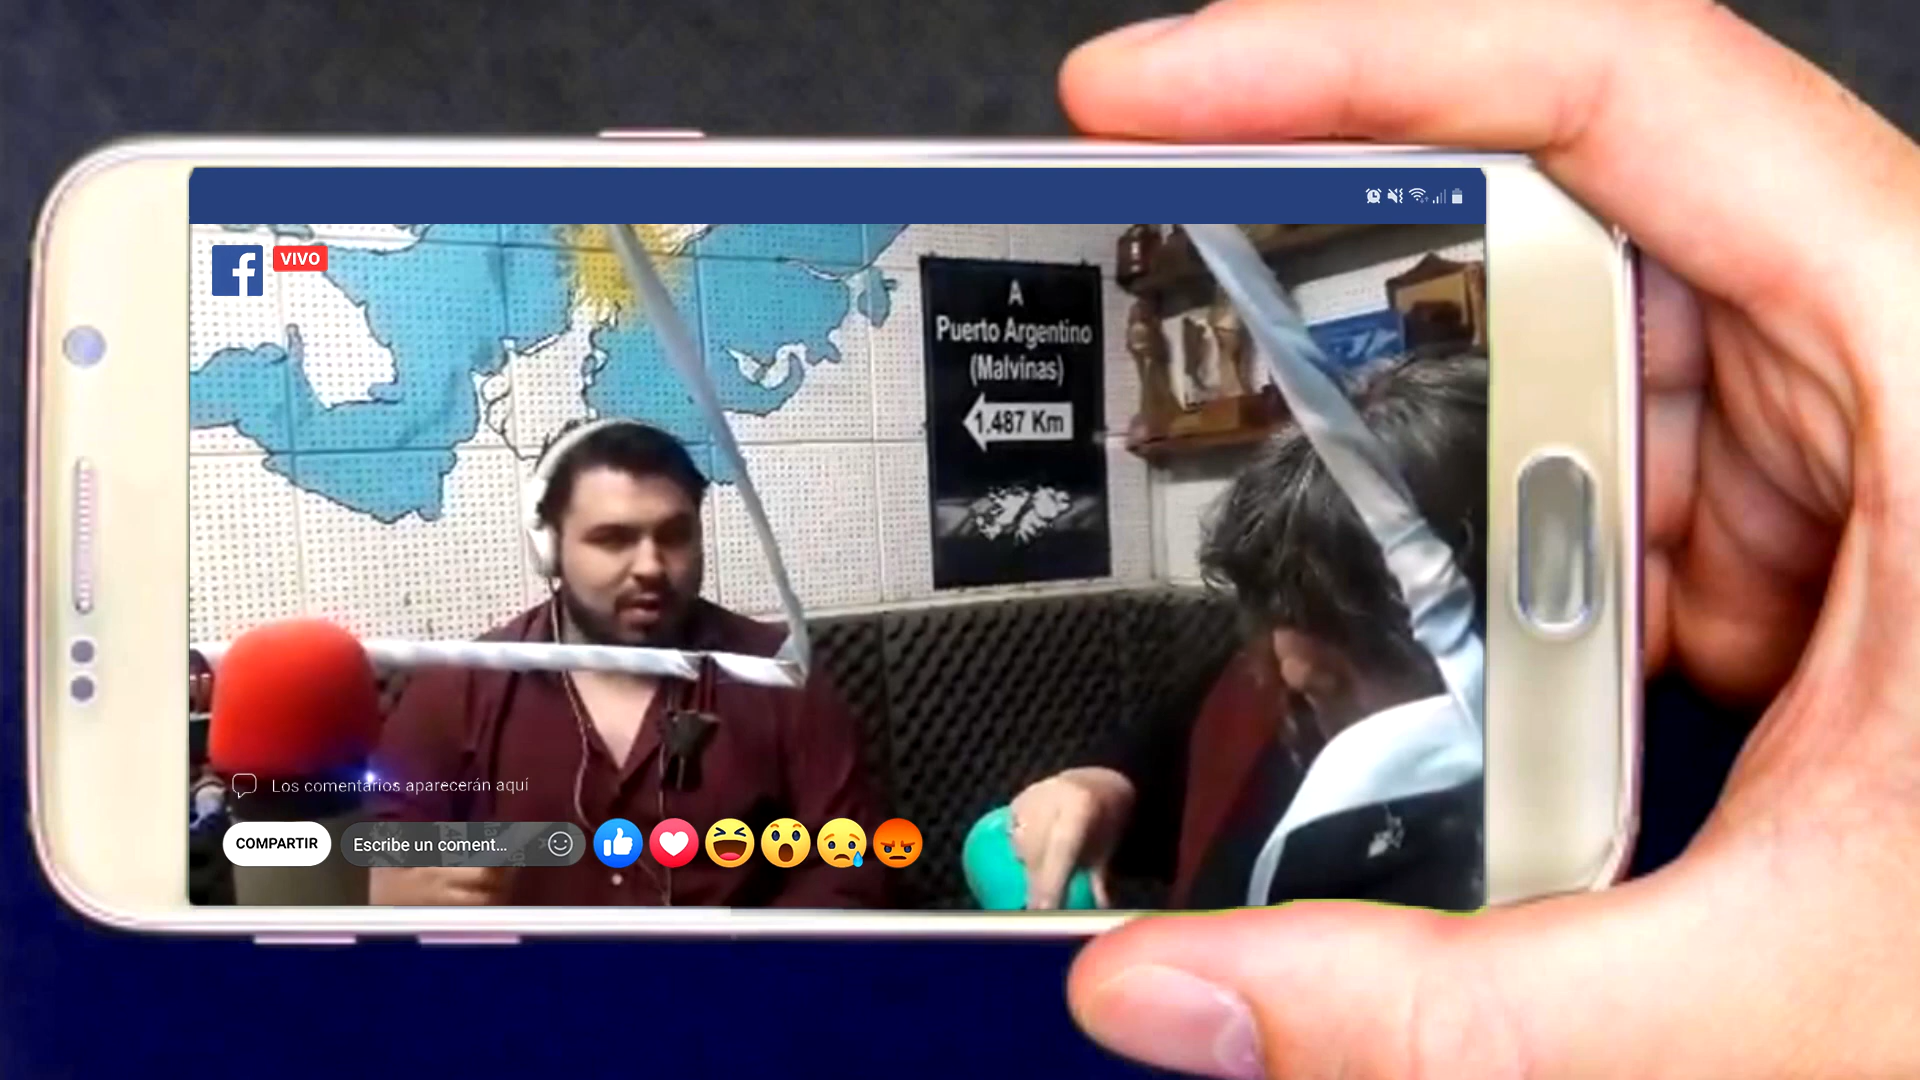 VIVO
A
Puerto Argentino
(Malvinas)
1.487 Km
Los comentarios aparecerán aquí
COMPARTIR
Escribe un coment...